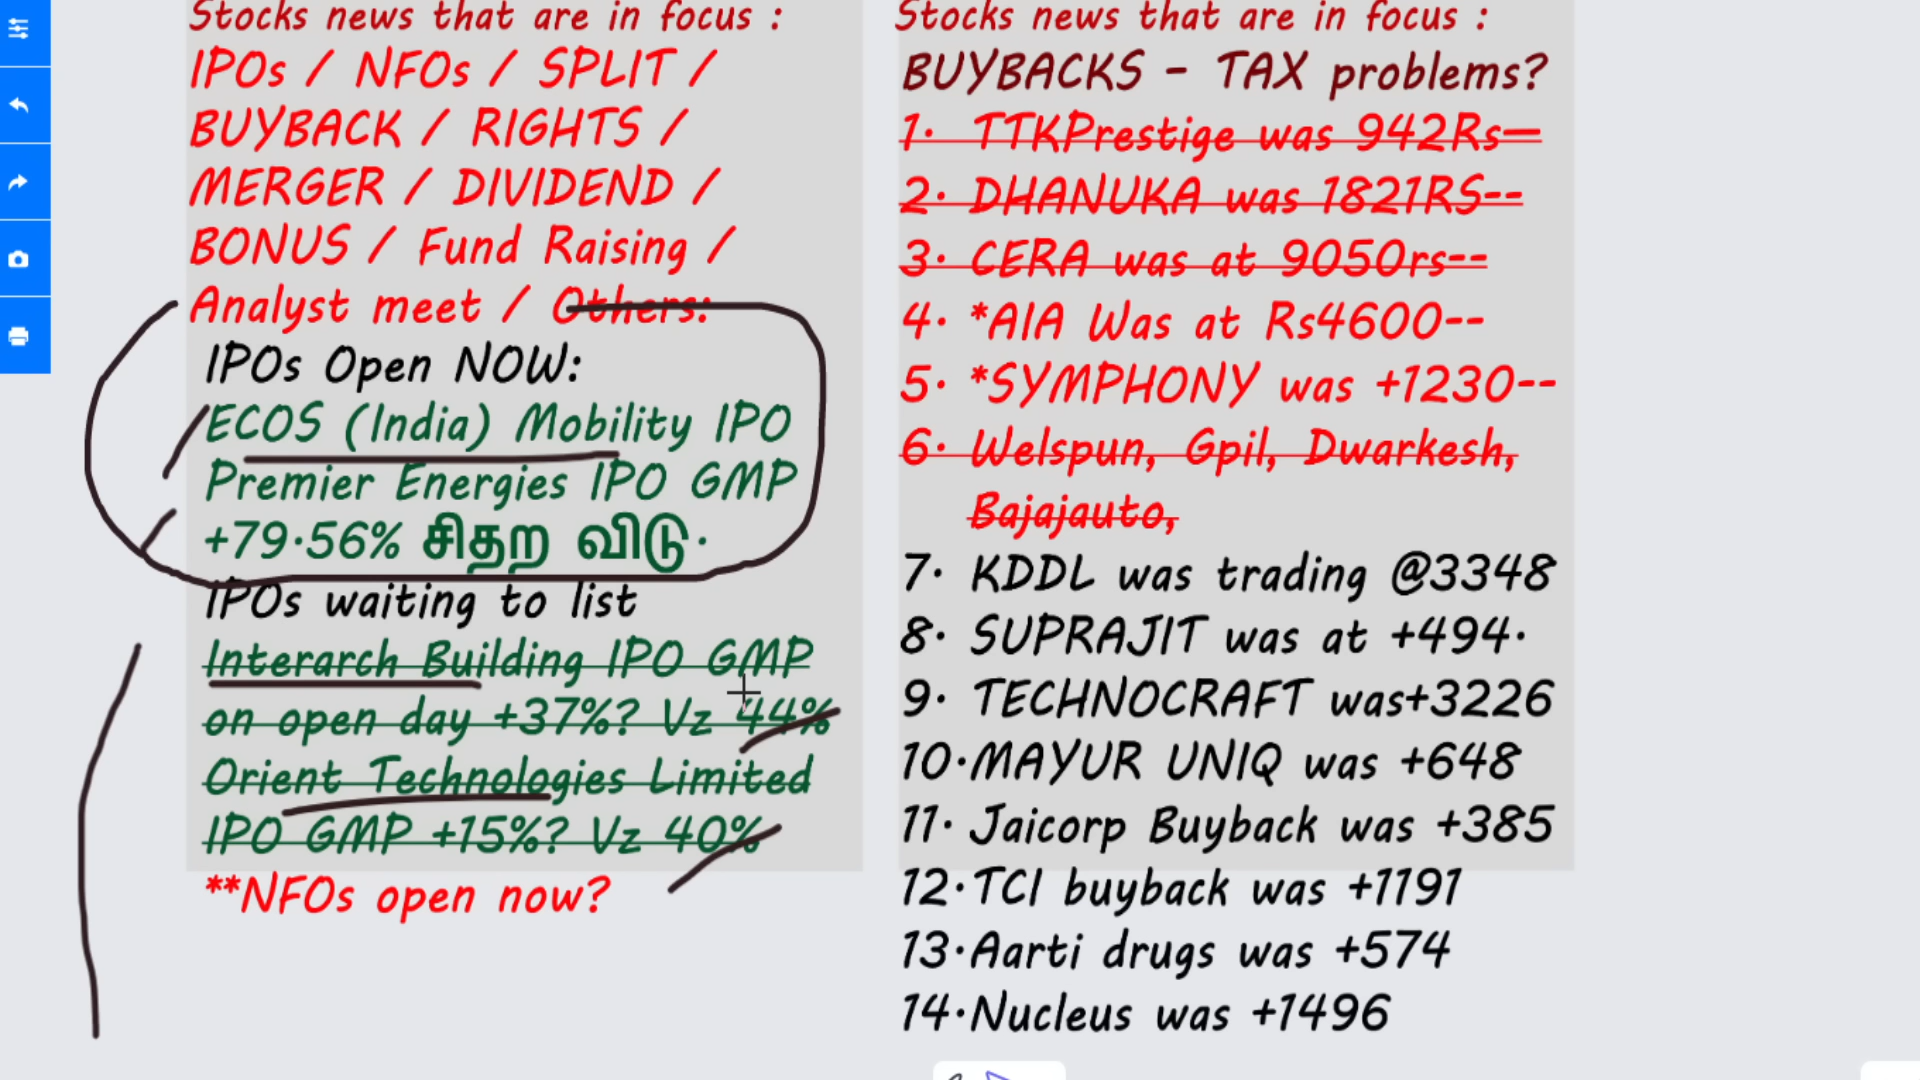 Stocks news that are in focus :
IPOs / NFOs / SPLIT /
BUYBACK / RIGHTS /
MERGER / DIVIDEND /
BONUS / Fund Raising /
Analyst meet / Others:
IPOs Open NOW:
ECOS (India) Mobility IPO
Premier Energies IPO GMP
+79.56% சிதற விடு.
IPOs waiting to list
Interarch Building IPO GMP
on open day +37%? Vz 44%
Orient Technologies Limited
IPO GMP +15%? Vz 40%
**NFOs open now?
Stocks news that are in focus :
BUYBACKS - TAX problems?
1. TTKPrestige was 942Rs—
2. DHANUKA was 1821RS--
3. CERA was at 9050rs--
4. *AIA Was at Rs4600--
5. *SYMPHONY was +1230--
6. Welspun, Gpil, Dwarkesh,
Bajajauto,
7. KDDL was trading @3348
8. SUPRAJIT was at +494.
9. TECHNOCRAFT was+3226
10.MAYUR UNIQ was +648
11. Jaicorp Buyback was +385
12.TCI buyback was +1191
13.Aarti drugs was +574
14.Nucleus was +1496